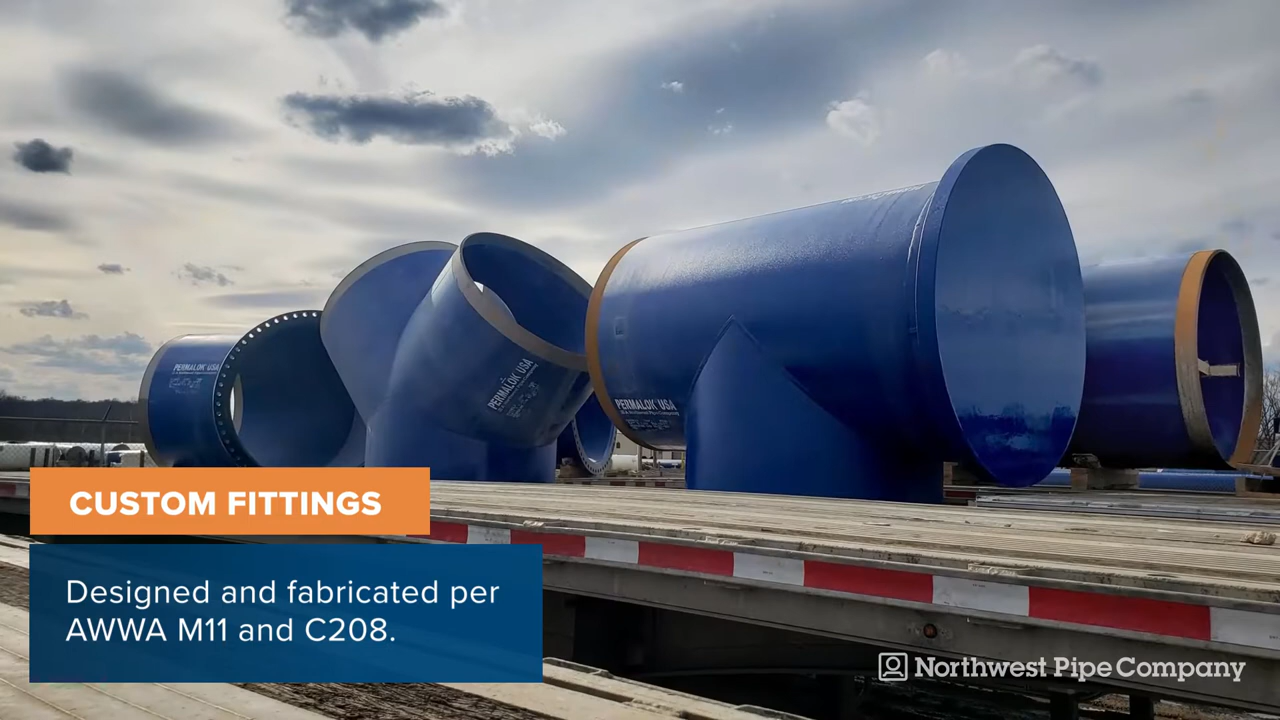 PERMALOK USA
PERMALOK USA
PERMALOK USA
CUSTOM FITTINGS
Designed and fabricated per
AWWA M11 and C208.
Northwest Pipe Company